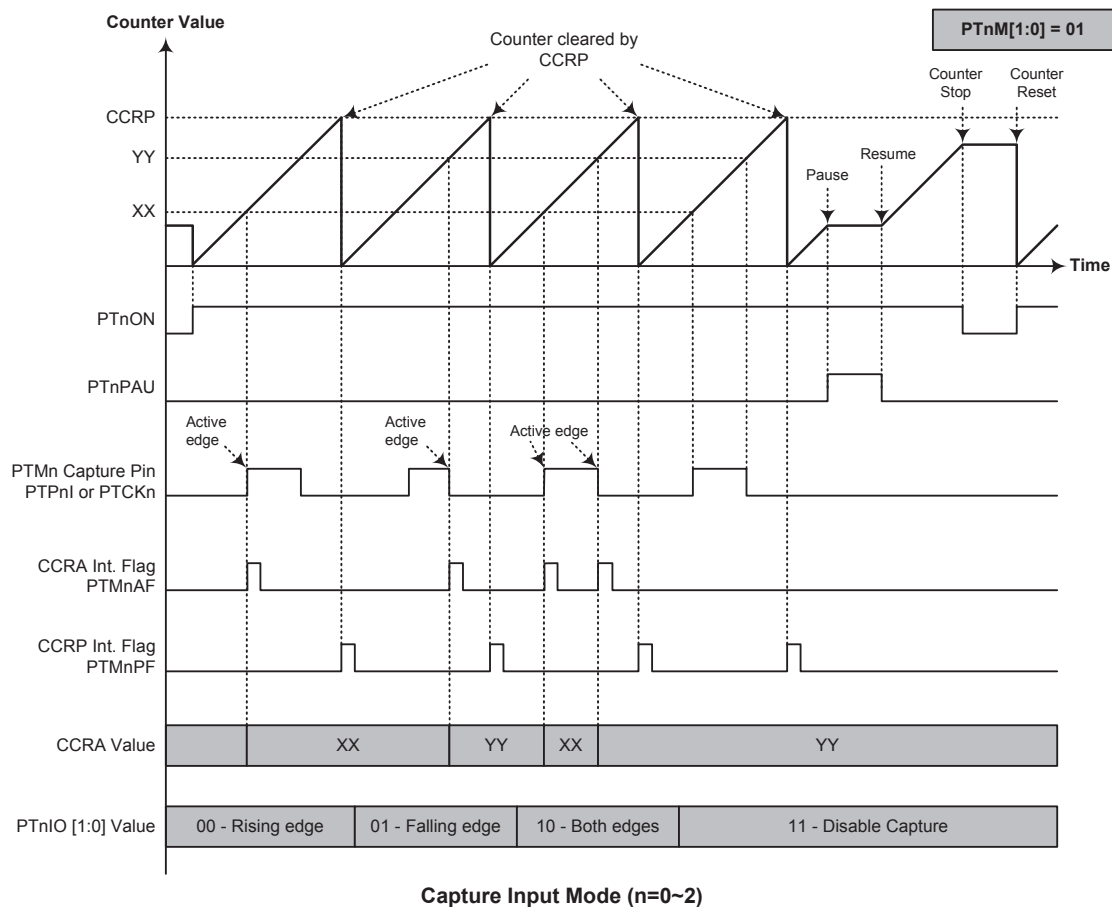 Counter Value
PTnM[1:0] = 01
Counter cleared by
CCRP
Counter
Stop
Counter
Reset
CCRP
YY
XX
Pause
Resume
Time
PTnON
PTnPAU
Active
edge
Active
edge
Active edge
PTMn Capture Pin
PTPnI or PTCKn
CCRA Int. Flag
PTMnAF
CCRP Int. Flag
PTMnPF
CCRA Value
XX
YY
XX
YY
PTnIO [1:0] Value
00 - Rising edge
01 - Falling edge
10 - Both edges
11 - Disable Capture
Capture Input Mode (n=0~2)